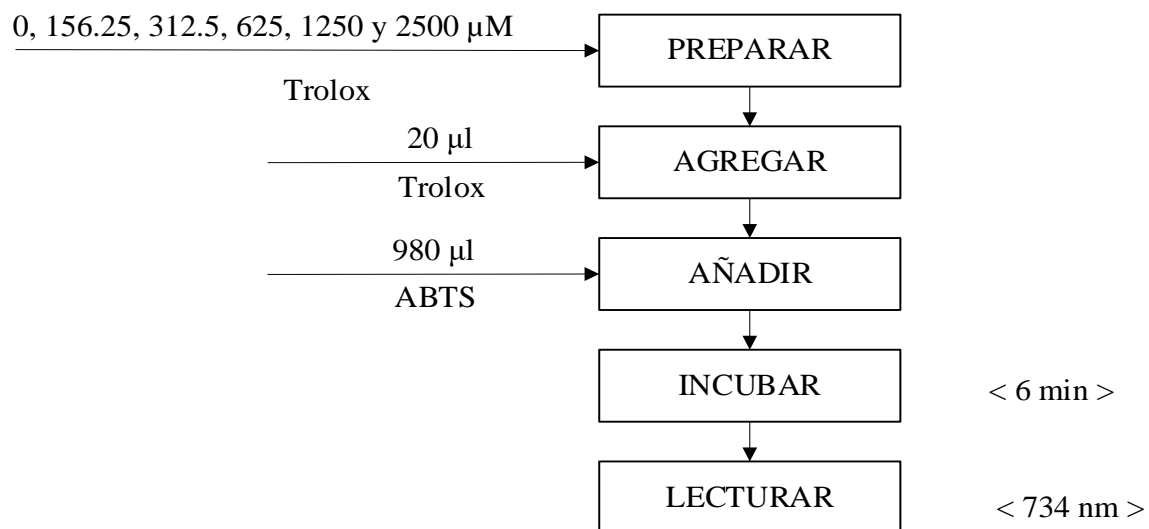 0, 156.25, 312.5, 625, 1250 y 2500 µM
PREPARAR
Trolox
20 µl
AGREGAR
Trolox
980 µl
AÑADIR
ABTS
INCUBAR
< 6 min >
LECTURAR
< 734 nm >